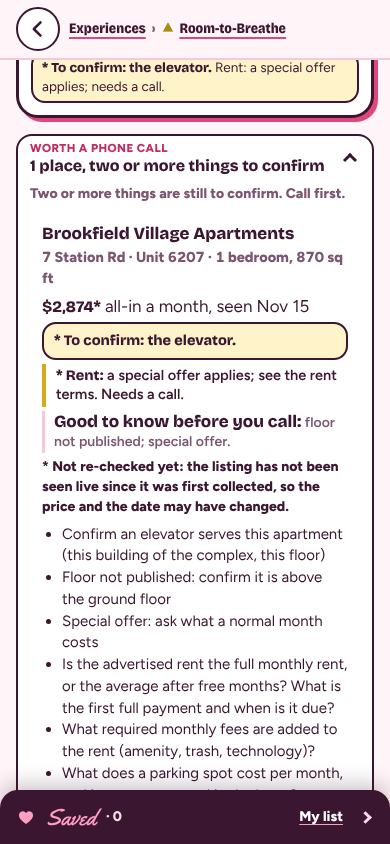 Experiences › Room-to-Breathe
* To confirm: the elevator. Rent: a special offer
applies; needs a call.
WORTH A PHONE CALL
1 place, two or more things to confirm
Two or more things are still to confirm. Call first.
Brookfield Village Apartments
7 Station Rd · Unit 6207 · 1 bedroom, 870 sq
ft
$2,874* all-in a month, seen Nov 15
* To confirm: the elevator.
* Rent: a special offer applies; see the rent
terms. Needs a call.
Good to know before you call: floor
not published; special offer.
* Not re-checked yet: the listing has not been
seen live since it was first collected, so the
price and the date may have changed.
• Confirm an elevator serves this apartment
(this building of the complex, this floor)
• Floor not published: confirm it is above
the ground floor
• Special offer: ask what a normal month
costs
• Is the advertised rent the full monthly rent,
or the average after free months? What is
the first full payment and when is it due?
• What required monthly fees are added to
the rent (amenity, trash, technology)?
• What does a parking spot cost per month,
Saved · 0 My list